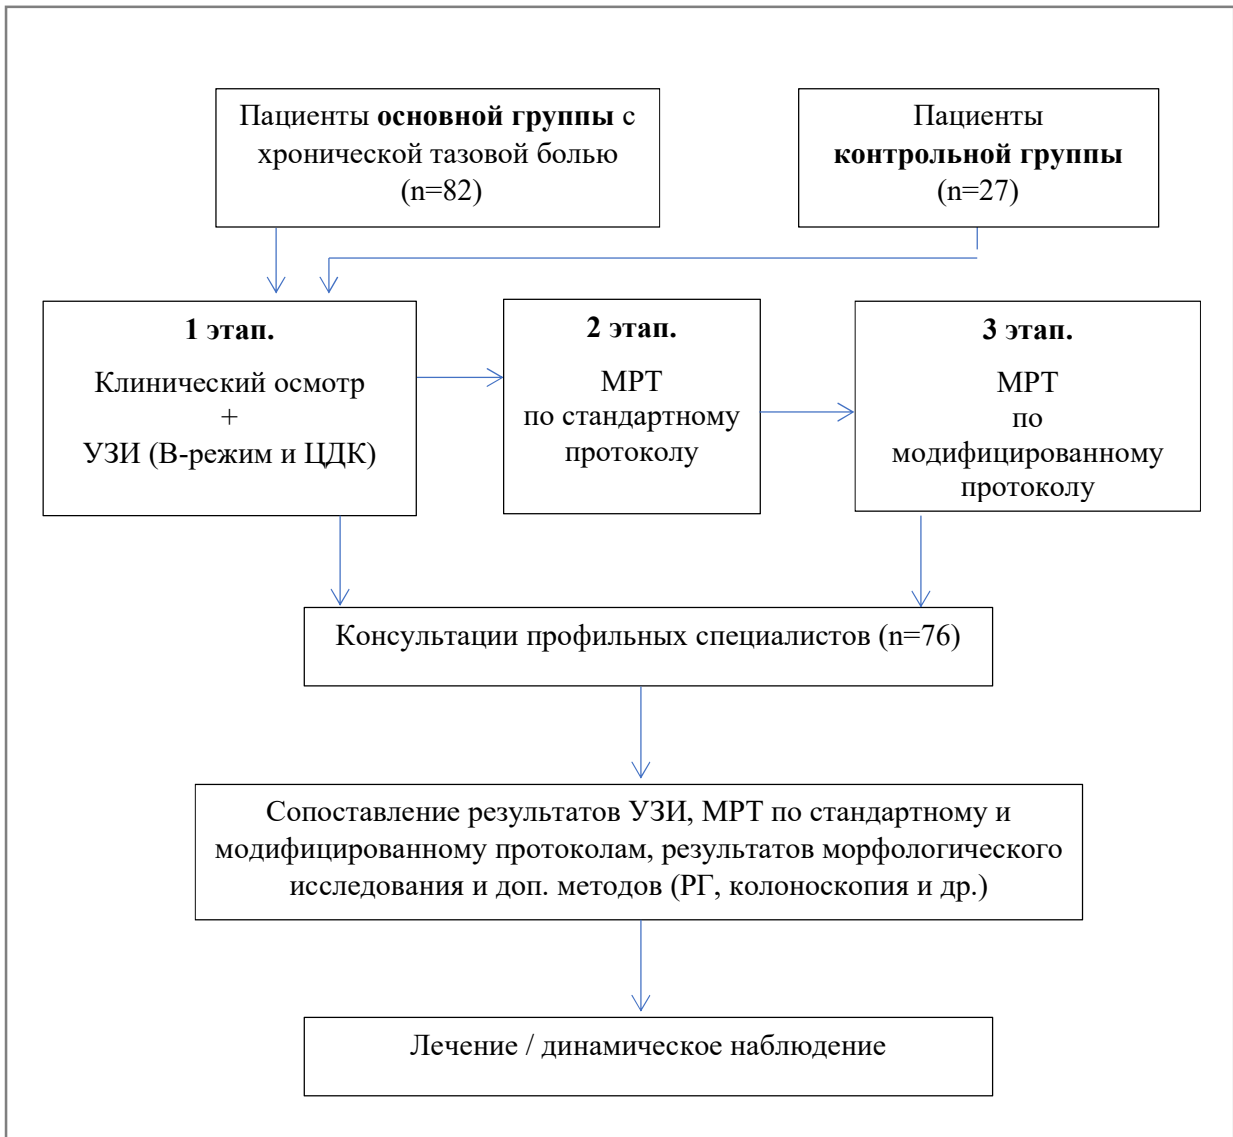 Пациенты основной группы с
хронической тазовой болью
(n=82)
Пациенты
контрольной группы
(n=27)
1 этап.
Клинический осмотр
+
УЗИ (В-режим и ЦДК)
2 этап.
МРТ
по стандартному
протоколу
3 этап.
МРТ
по
модифицированному
протоколу
Консультации профильных специалистов (n=76)
Сопоставление результатов УЗИ, МРТ по стандартному и
модифицированному протоколам, результатов морфологического
исследования и доп. методов (РГ, колоноскопия и др.)
Лечение / динамическое наблюдение